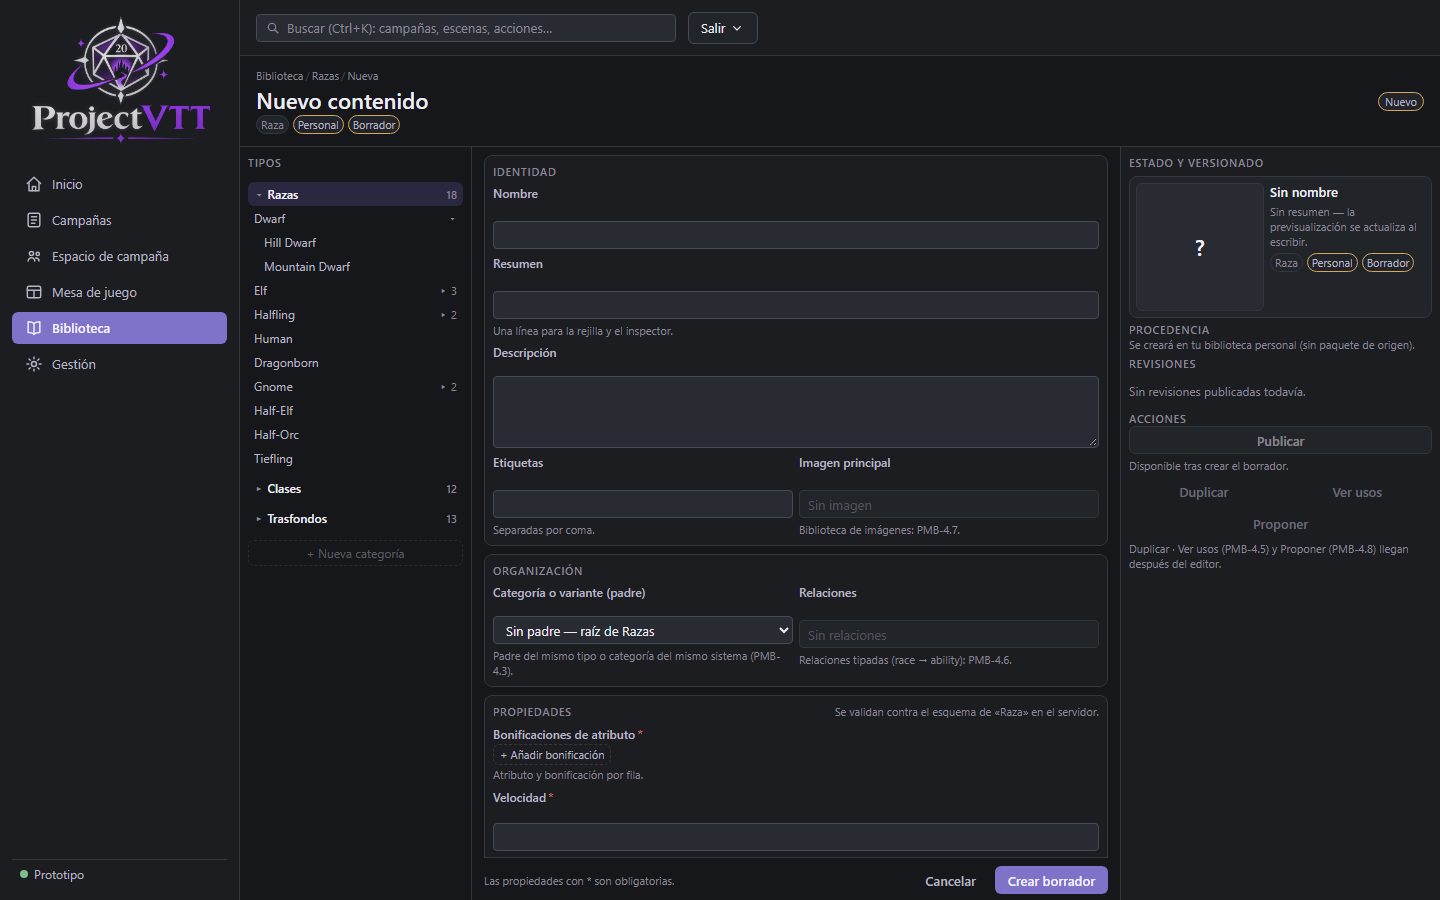 20
ProjectVTT
Inicio
Campañas
Espacio de campaña
Mesa de juego
Biblioteca
Gestión
Prototipo
Buscar (Ctrl+K): campañas, escenas, acciones...
Salir
Biblioteca / Razas / Nueva
Nuevo contenido
Raza Personal Borrador
Nuevo
TIPOS
Razas 18
Dwarf
Hill Dwarf
Mountain Dwarf
Elf 3
Halfling 2
Human
Dragonborn
Gnome 2
Half-Elf
Half-Orc
Tiefling
Clases 12
Trasfondos 13
+ Nueva categoría
IDENTIDAD
Nombre
Resumen
Una línea para la rejilla y el inspector.
Descripción
Etiquetas
Separadas por coma.
Imagen principal
Sin imagen
Biblioteca de imágenes: PMB-4.7.
ORGANIZACIÓN
Categoría o variante (padre)
Sin padre — raíz de Razas
Padre del mismo tipo o categoría del mismo sistema (PMB-
4.3).
Relaciones
Sin relaciones
Relaciones tipadas (race → ability): PMB-4.6.
PROPIEDADES
Se validan contra el esquema de «Raza» en el servidor.
Bonificaciones de atributo *
+ Añadir bonificación
Atributo y bonificación por fila.
Velocidad *
Las propiedades con * son obligatorias.
Cancelar
Crear borrador
ESTADO Y VERSIONADO
?
Sin nombre
Sin resumen — la
previsualización se actualiza al
escribir.
Raza Personal Borrador
PROCEDENCIA
Se creará en tu biblioteca personal (sin paquete de origen).
REVISIONES
Sin revisiones publicadas todavía.
ACCIONES
Publicar
Disponible tras crear el borrador.
Duplicar
Ver usos
Proponer
Duplicar · Ver usos (PMB-4.5) y Proponer (PMB-4.8) llegan
después del editor.